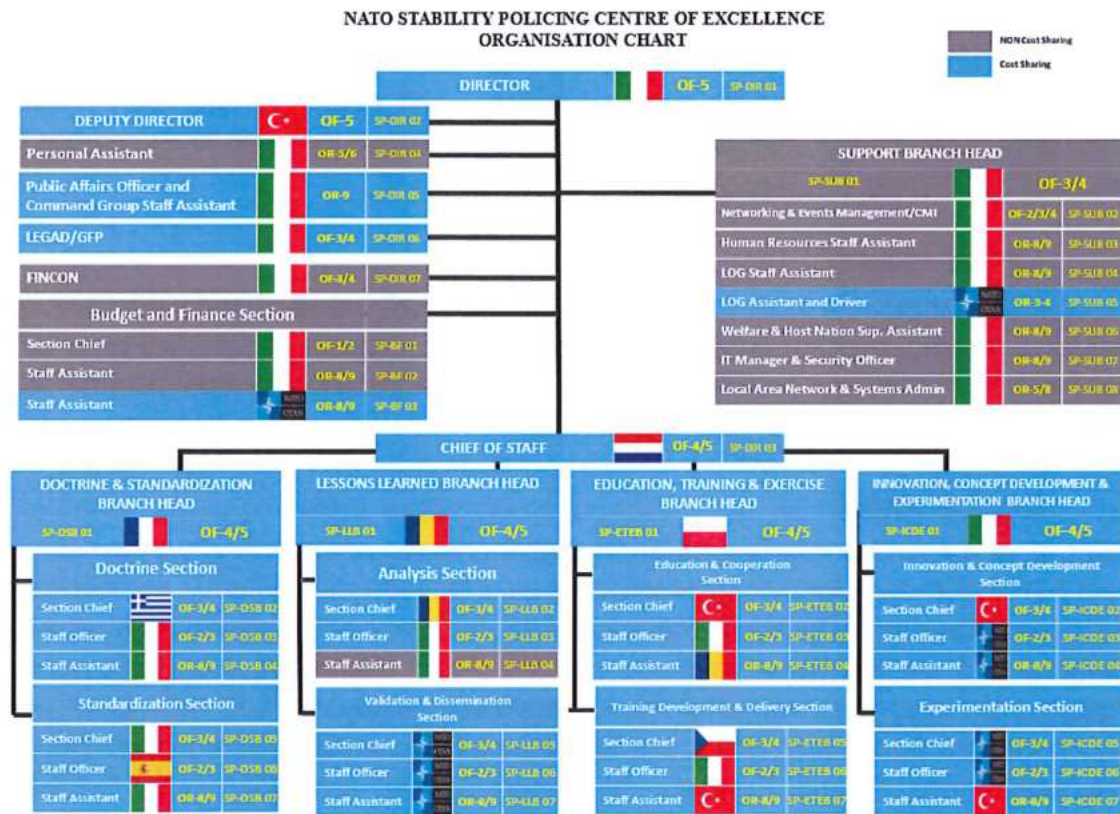 NATO STABILITY POLICING CENTRE OF EXCELLENCE
ORGANISATION CHART
NON Cost Sharing
Cost Sharing
DIRECTOR OF-5 SP-DIR 01
DEPUTY DIRECTOR OF-5 SP-DIR 02
Personal Assistant OR-5/6 SP-DIR 04
Public Affairs Officer and
Command Group Staff Assistant OR-9 SP-DIR 05
LEGAD/GFP OF-3/4 SP-DIR 06
FINCON OF-3/4 SP-DIR 07
Budget and Finance Section
Section Chief OF-1/2 SP-BF 01
Staff Assistant OR-8/9 SP-BF 02
Staff Assistant NATO OTAN OR-8/9 SP-BF 03
SUPPORT BRANCH HEAD
SP-SUB 01 OF-3/4
Networking & Events Management/CMI OF-2/3/4 SP-SUB 02
Human Resources Staff Assistant OR-8/9 SP-SUB 03
LOG Staff Assistant OR-8/9 SP-SUB 04
LOG Assistant and Driver NATO OTAN OR-3-4 SP-SUB 05
Welfare & Host Nation Sup. Assistant OR-8/9 SP-SUB 06
IT Manager & Security Officer OR-8/9 SP-SUB 07
Local Area Network & Systems Admin OR-5/8 SP-SUB 08
CHIEF OF STAFF OF-4/5 SP-DIR 03
DOCTRINE & STANDARDIZATION
BRANCH HEAD
SP-DSB 01 OF-4/5
Doctrine Section
Section Chief OF-3/4 SP-DSB 02
Staff Officer OF-2/3 SP-DSB 03
Staff Assistant OR-8/9 SP-DSB 04
Standardization Section
Section Chief OF-3/4 SP-DSB 05
Staff Officer OF-2/3 SP-DSB 06
Staff Assistant OR-8/9 SP-DSB 07
LESSONS LEARNED BRANCH HEAD
SP-LLB 01 OF-4/5
Analysis Section
Section Chief OF-3/4 SP-LLB 02
Staff Officer OF-2/3 SP-LLB 03
Staff Assistant OR-8/9 SP-LLB 04
Validation & Dissemination
Section
Section Chief NATO OTAN OF-3/4 SP-LLB 05
Staff Officer NATO OTAN OF-2/3 SP-LLB 06
Staff Assistant NATO OTAN OR-8/9 SP-LLB 07
EDUCATION, TRAINING & EXERCISE
BRANCH HEAD
SP-ETEB 01 OF-4/5
Education & Cooperation
Section
Section Chief OF-3/4 SP-ETEB 02
Staff Officer OF-2/3 SP-ETEB 03
Staff Assistant OR-8/9 SP-ETEB 04
Training Development & Delivery Section
Section Chief OF-3/4 SP-ETEB 05
Staff Officer OF-2/3 SP-ETEB 06
Staff Assistant OR-8/9 SP-ETEB 07
INNOVATION, CONCEPT DEVELOPMENT &
EXPERIMENTATION BRANCH HEAD
SP-ICDE 01 OF-4/5
Innovation & Concept Development
Section
Section Chief OF-3/4 SP-ICDE 02
Staff Officer NATO OTAN OF-2/3 SP-ICDE 03
Staff Assistant NATO OTAN OR-8/9 SP-ICDE 04
Experimentation Section
Section Chief NATO OTAN OF-3/4 SP-ICDE 05
Staff Officer NATO OTAN OF-2/3 SP-ICDE 06
Staff Assistant OR-8/9 SP-ICDE 07